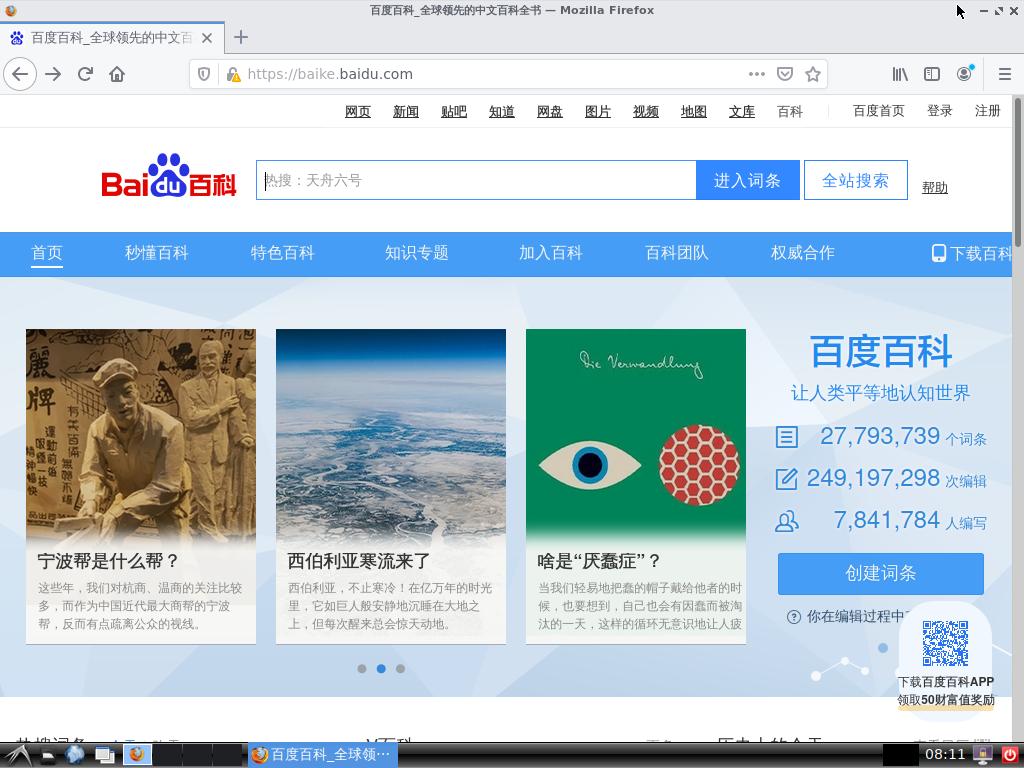 百度百科_全球领先的中文百科全书 — Mozilla Firefox
百度百科_全球领先的中文百
https://baike.baidu.com
网页 新闻 贴吧 知道 网盘 图片 视频 地图 文库 百科 百度首页 登录 注册
Bai du 百科
热搜：天舟六号
进入词条
全站搜索
帮助
首页 秒懂百科 特色百科 知识专题 加入百科 百科团队 权威合作 下载百科
Die Verwandlung
宁波帮是什么帮？
这些年，我们对杭商、温商的关注比较
多，而作为中国近代最大商帮的宁波
帮，反而有点疏离公众的视线。
西伯利亚寒流来了
西伯利亚，不止寒冷！在亿万年的时光
里，它如巨人般安静地沉睡在大地之
上，但每次醒来总会惊天动地。
啥是“厌蠢症”？
当我们轻易地把蠢的帽子戴给他者的时
候，也要想到，自己也会有因蠢而被淘
汰的一天，这样的循环无意识地让人疲
百度百科
让人类平等地认知世界
27,793,739 个词条
249,197,298 次编辑
7,841,784 人编写
创建词条
你在编辑过程中
下载百度百科APP
领取50财富值奖励
百度百科_全球领···
08:11